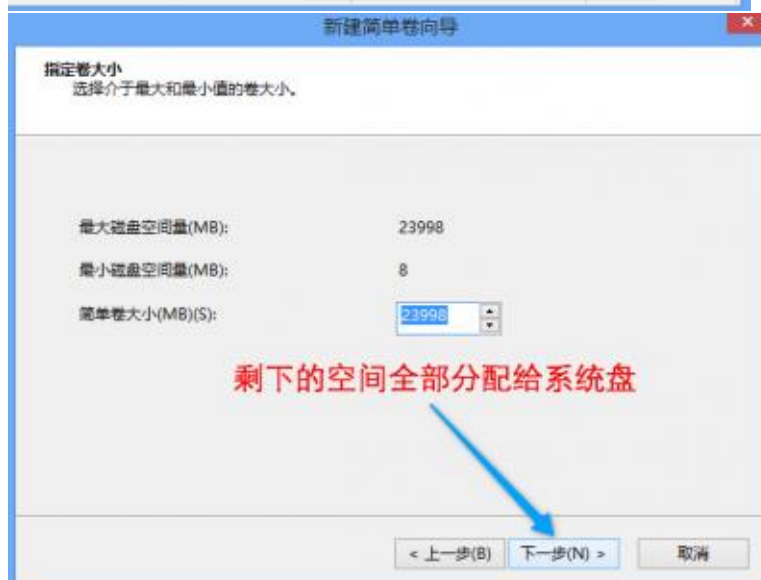 新建简单卷向导
指定卷大小
选择介于最大和最小值的卷大小。
最大磁盘空间量(MB): 23998
最小磁盘空间量(MB): 8
简单卷大小(MB)(S): 23998
剩下的空间全部分配给系统盘
< 上一步(B) 下一步(N) > 取消